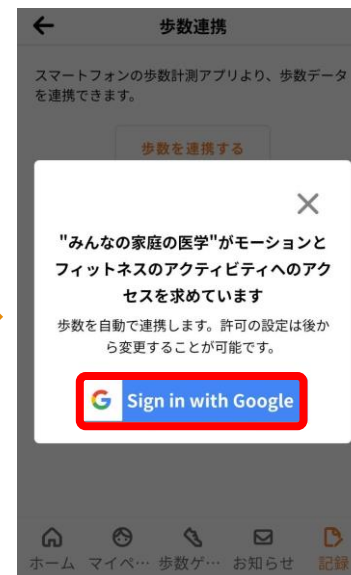 歩数連携
スマートフォンの歩数計測アプリより、歩数データ
を連携できます。
歩数を連携する
"みんなの家庭の医学"がモーションと
フィットネスのアクティビティへのアク
セスを求めています
歩数を自動で連携します。許可の設定は後か
ら変更することが可能です。
Sign in with Google
ホーム マイペ… 歩数ゲ… お知らせ 記録